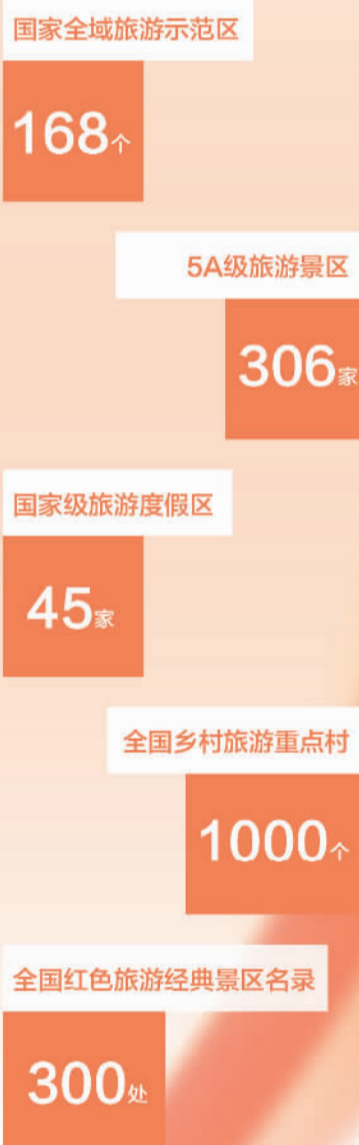 国家全域旅游示范区
168个
5A级旅游景区
306家
国家级旅游度假区
45家
全国乡村旅游重点村
1000个
全国红色旅游经典景区名录
300处